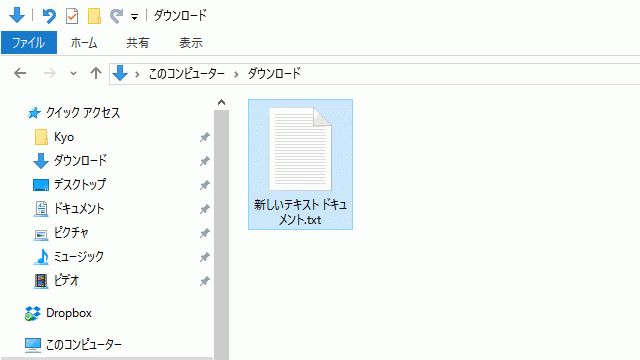 ダウンロード
ファイル ホーム 共有 表示
このコンピューター ダウンロード
クイック アクセス
Kyo
ダウンロード
デスクトップ
ドキュメント
ピクチャ
ミュージック
ビデオ
Dropbox
このコンピューター
新しいテキスト ドキュ
メント.txt